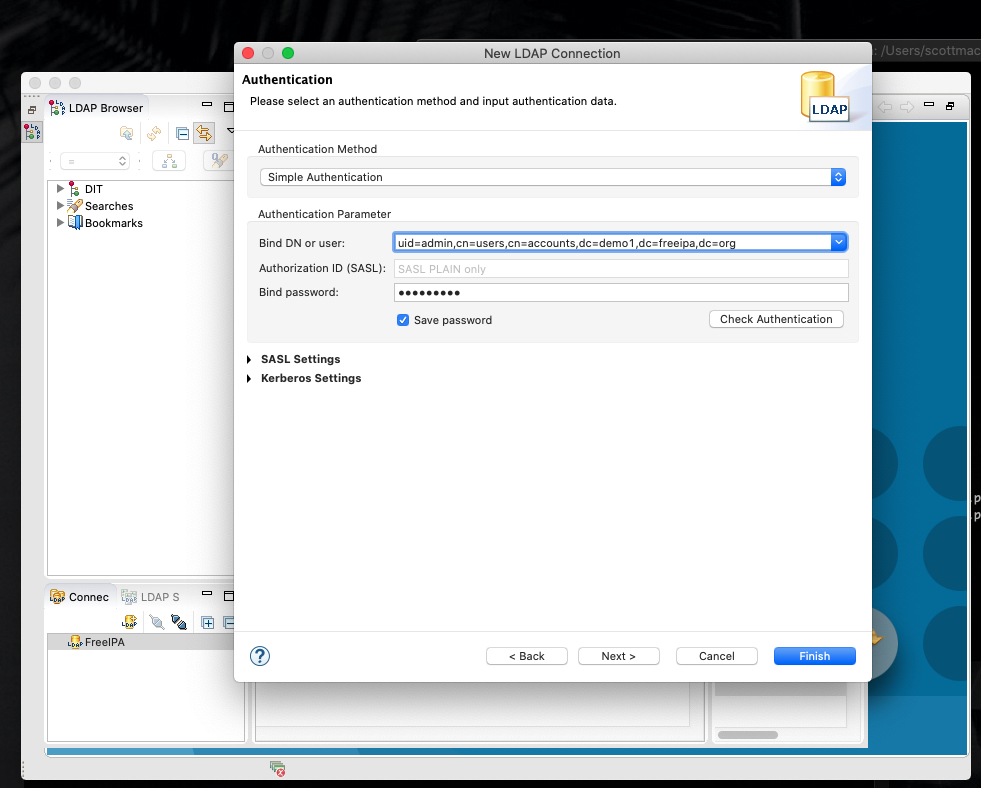 New LDAP Connection
: /Users/scottmac
Authentication
Please select an authentication method and input authentication data.
LDAP
LDAP Browser
=
DIT
Searches
Bookmarks
Authentication Method
Simple Authentication
Authentication Parameter
Bind DN or user:
uid=admin,cn=users,cn=accounts,dc=demo1,dc=freeipa,dc=org
Authorization ID (SASL):
SASL PLAIN only
Bind password:
●●●●●●●●●
Save password
Check Authentication
SASL Settings
Kerberos Settings
.p
.p
Connec
LDAP S
LDAP
FreeIPA
?
< Back
Next >
Cancel
Finish